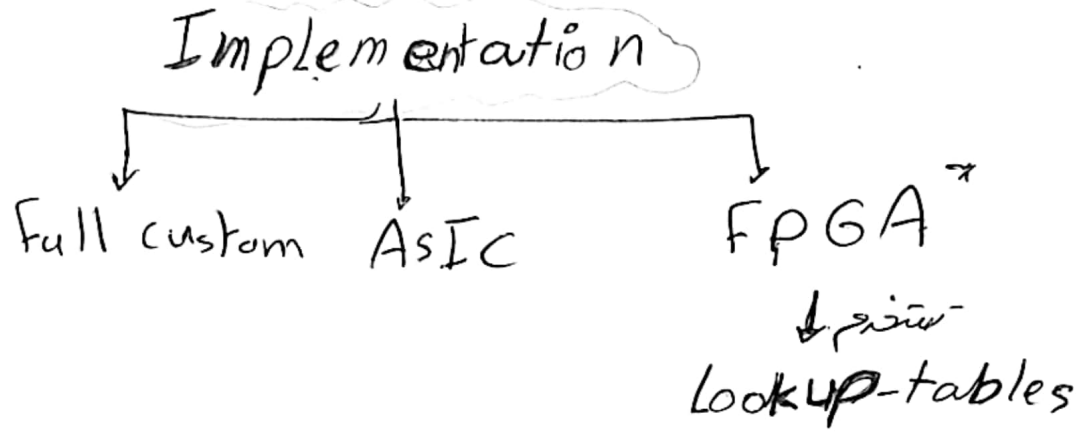 Implementation
Full custom ASIC FPGA *
تستخدم
Lookup-tables